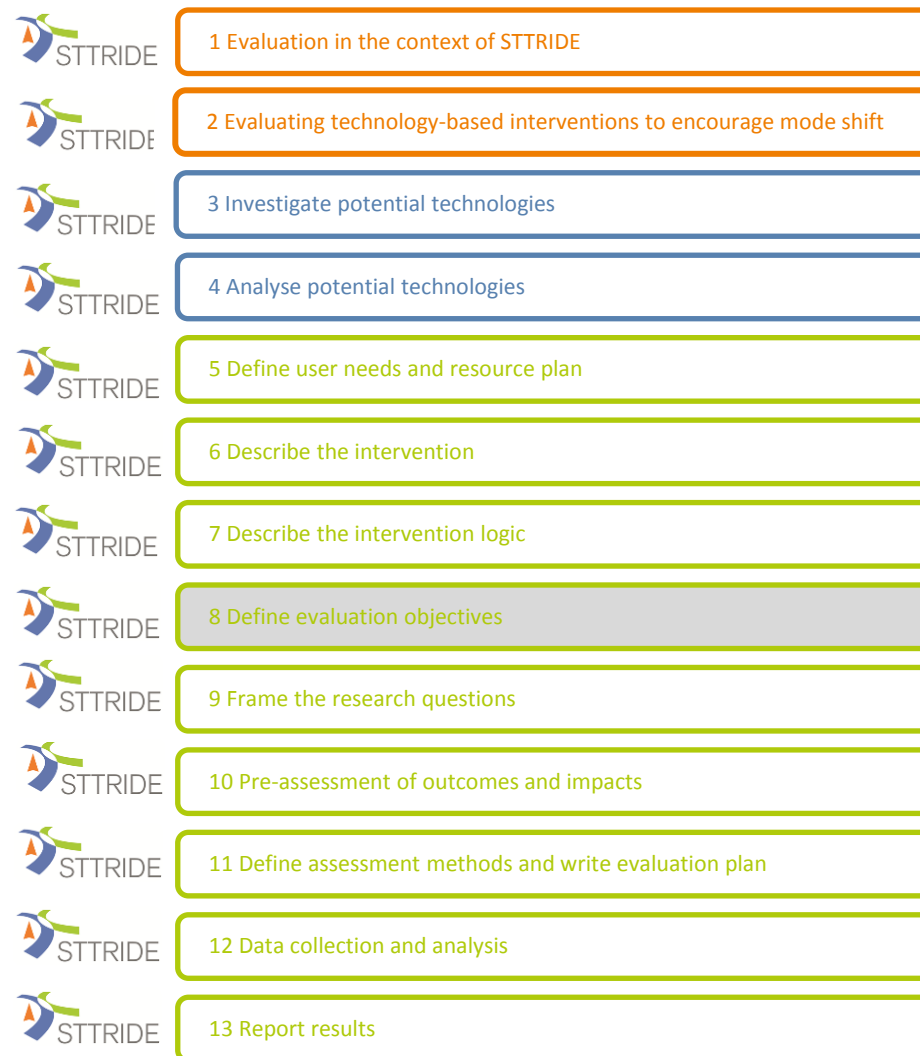 STTRIDE
1 Evaluation in the context of STTRIDE
STTRIDE
2 Evaluating technology-based interventions to encourage mode shift
STTRIDE
3 Investigate potential technologies
STTRIDE
4 Analyse potential technologies
STTRIDE
5 Define user needs and resource plan
STTRIDE
6 Describe the intervention
STTRIDE
7 Describe the intervention logic
STTRIDE
8 Define evaluation objectives
STTRIDE
9 Frame the research questions
STTRIDE
10 Pre-assessment of outcomes and impacts
STTRIDE
11 Define assessment methods and write evaluation plan
STTRIDE
12 Data collection and analysis
STTRIDE
13 Report results